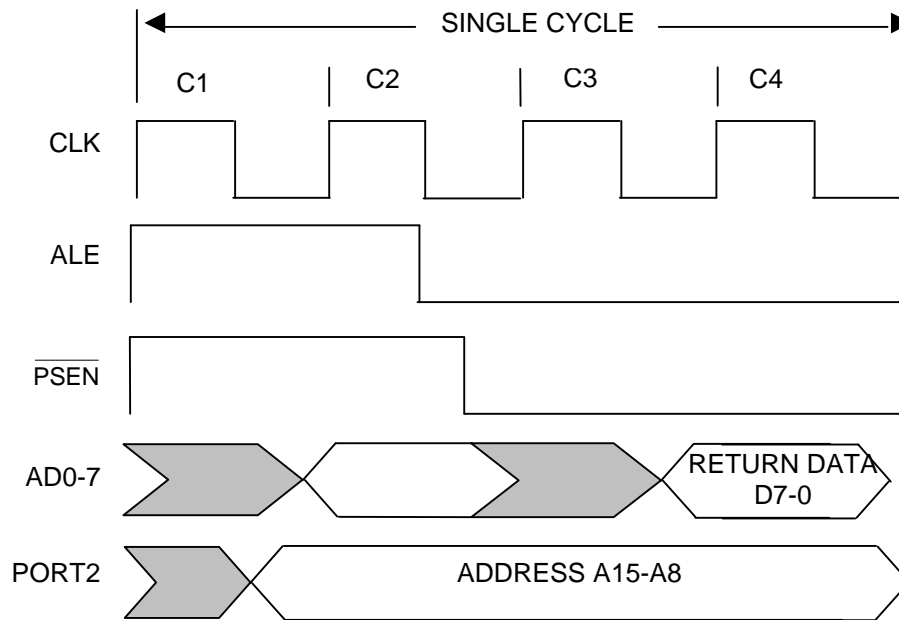 SINGLE CYCLE
C1 C2 C3 C4
CLK
ALE
PSEN
AD0-7
RETURN DATA
D7-0
PORT2
ADDRESS A15-A8